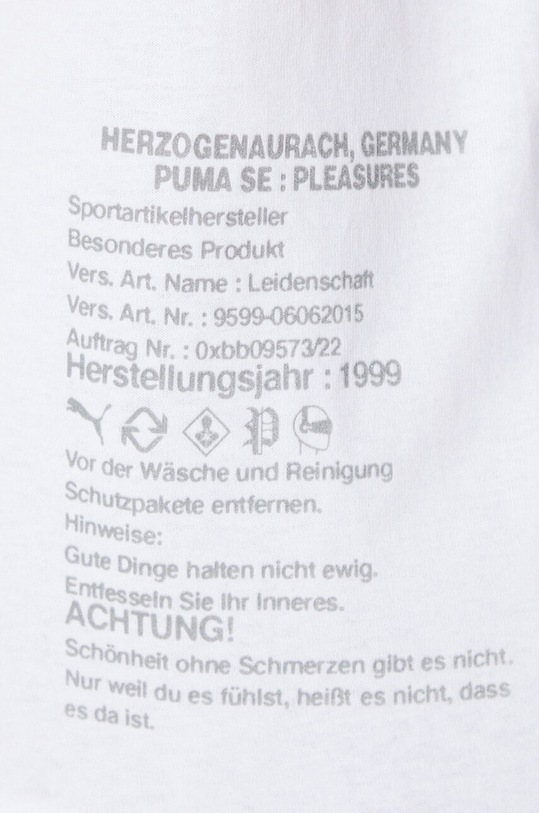 HERZOGENAURACH, GERMANY
PUMA SE : PLEASURES
Sportartikelhersteller
Besonderes Produkt
Vers. Art. Name : Leidenschaft
Vers. Art. Nr. : 9599-06062015
Auftrag Nr. : 0xbb09573/22
Herstellungsjahr : 1999
Vor der Wäsche und Reinigung
Schutzpakete entfernen.
Hinweise:
Gute Dinge halten nicht ewig.
Entfesseln Sie Ihr Inneres.
ACHTUNG!
Schönheit ohne Schmerzen gibt es nicht.
Nur weil du es fühlst, heißt es nicht, dass
es da ist.